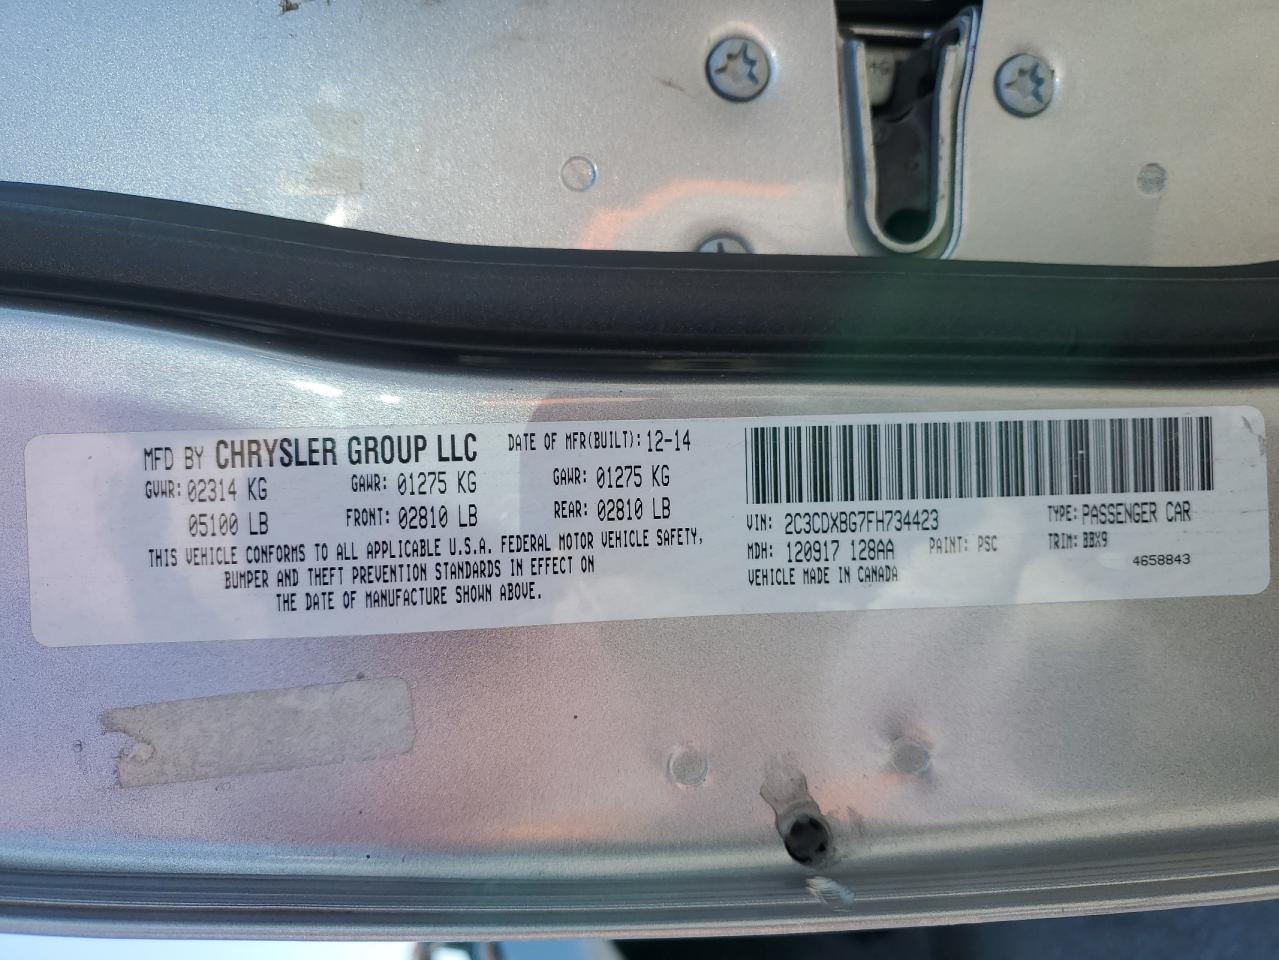 MFD BY CHRYSLER GROUP LLC DATE OF MFR(BUILT): 12-14
GVWR: 02314 KG GAWR: 01275 KG GAWR: 01275 KG
05100 LB FRONT: 02810 LB REAR: 02810 LB
THIS VEHICLE CONFORMS TO ALL APPLICABLE U.S.A. FEDERAL MOTOR VEHICLE SAFETY,
BUMPER AND THEFT PREVENTION STANDARDS IN EFFECT ON
THE DATE OF MANUFACTURE SHOWN ABOVE.
VIN: 2C3CDXBG7FH734423 TYPE: PASSENGER CAR
MDH: 120917 128AA PAINT: PSC TRIM: BBX9
VEHICLE MADE IN CANADA 4658843